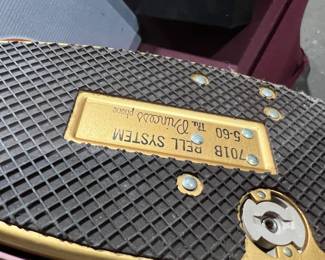 701B BELL SYSTEM
5-60 The Princess phone